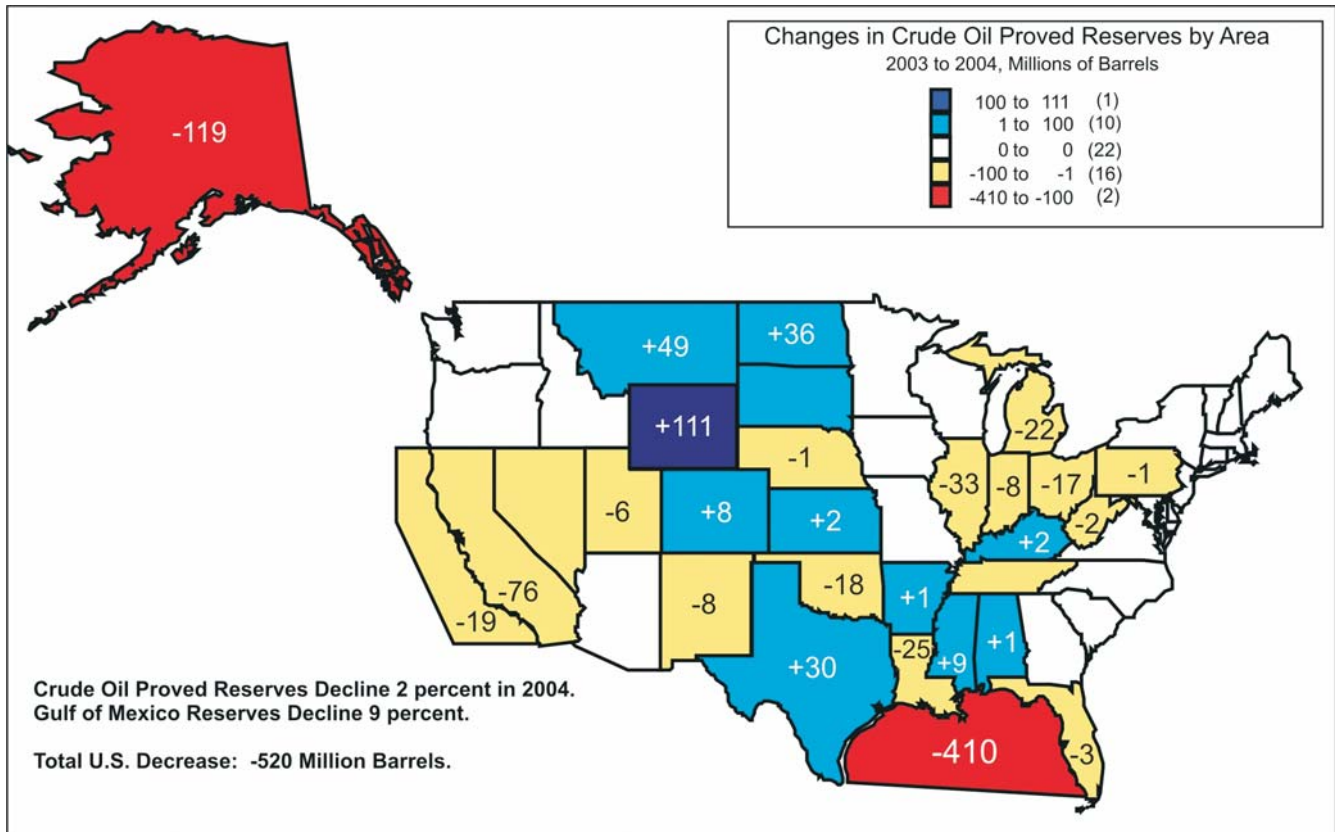 Changes in Crude Oil Proved Reserves by Area
2003 to 2004, Millions of Barrels
100 to 111 (1)
1 to 100 (10)
0 to 0 (22)
-100 to -1 (16)
-410 to -100 (2)
-119
+49
+36
+111
-1
-22
-33
-8
-17
-1
-6
+8
+2
+2
-2
-76
-19
-8
-18
+1
+30
-25
+9
+1
-410
-3
Crude Oil Proved Reserves Decline 2 percent in 2004.
Gulf of Mexico Reserves Decline 9 percent.
Total U.S. Decrease: -520 Million Barrels.